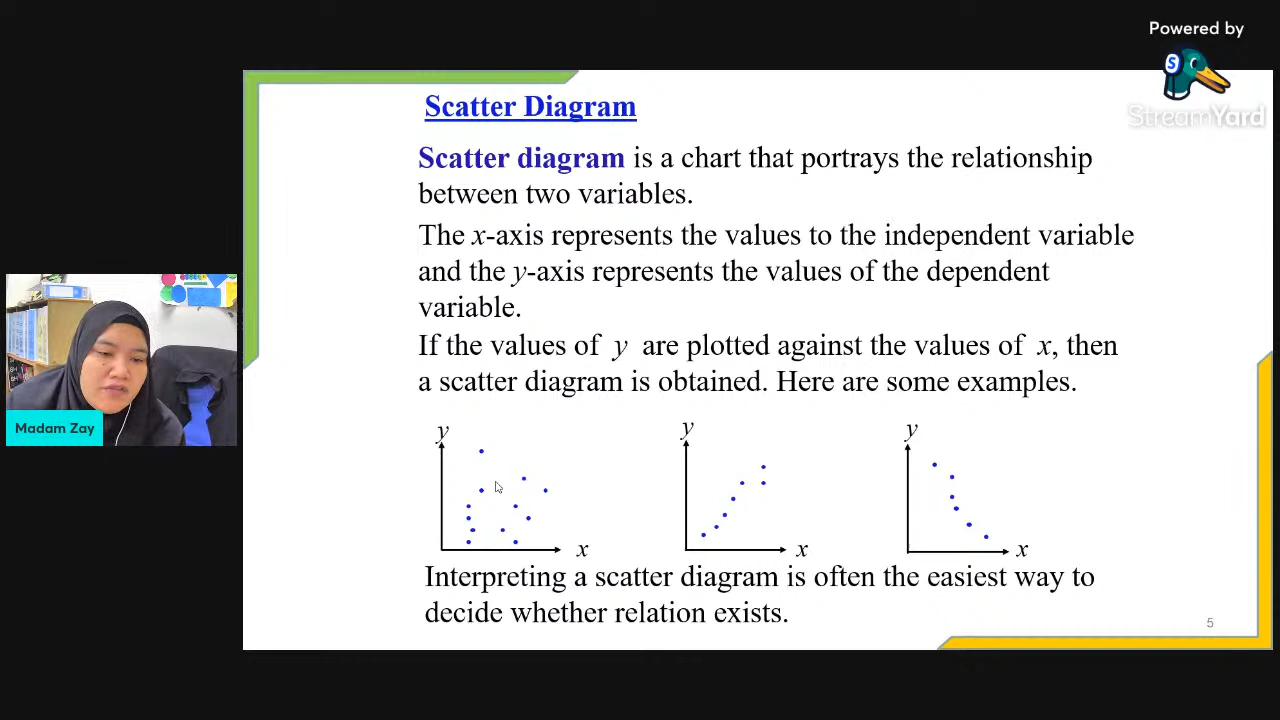 Powered by
StreamYard
Scatter Diagram
Scatter diagram is a chart that portrays the relationship
between two variables.
The x-axis represents the values to the independent variable
and the y-axis represents the values of the dependent
variable.
If the values of y are plotted against the values of x, then
a scatter diagram is obtained. Here are some examples.
Madam Zay
y
x
y
x
y
x
Interpreting a scatter diagram is often the easiest way to
decide whether relation exists.
5